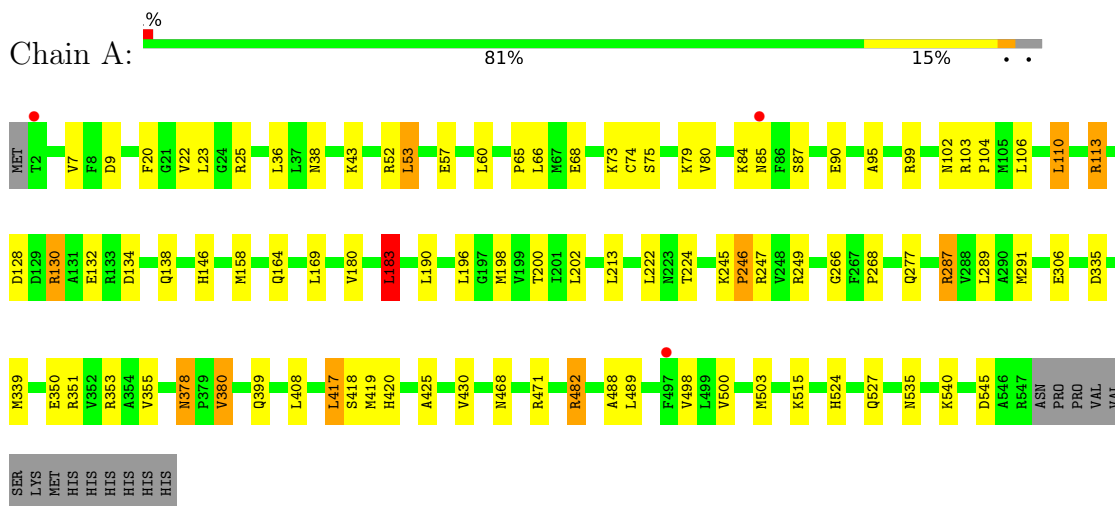 .%
Chain A:
81% 15% • •
MET T2 V7 F8 D9 F20 G21 V22 L23 G24 R25 L36 L37 N38 K43 R52 L53 E57 L60 P65 L66 M67 E68 K73 C74 S75 K79 V80 K84 N85 F86 S87 E90 A95 R99 N102 R103 P104 M105 L106 L110 R113
D128 D129 R130 A131 E132 R133 D134 Q138 H146 M158 Q164 L169 V180 L183 L190 L196 G197 M198 V199 T200 I201 L202 L213 L222 N223 T224 K245 P246 R247 V248 R249 G266 F267 P268 Q277 R287 V288 L289 A290 M291 E306 D335
M339 E350 R351 V352 R353 A354 V355 N378 P379 V380 Q399 L408 L417 S418 M419 H420 A425 V430 N468 R471 R482 A488 L489 F497 V498 L499 V500 M503 K515 H524 Q527 N535 K540 D545 A546 R547 ASN PRO PRO VAL VAL
SER LYS MET HIS HIS HIS HIS HIS HIS